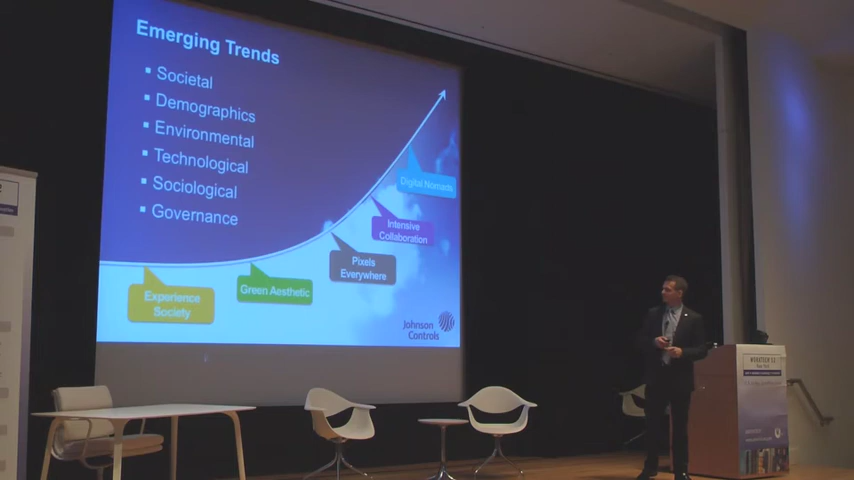 Emerging Trends
▪ Societal
▪ Demographics
▪ Environmental
▪ Technological
▪ Sociological
▪ Governance
Digital Nomads
Intensive
Collaboration
Pixels
Everywhere
Green Aesthetic
Experience
Society
Johnson
Controls